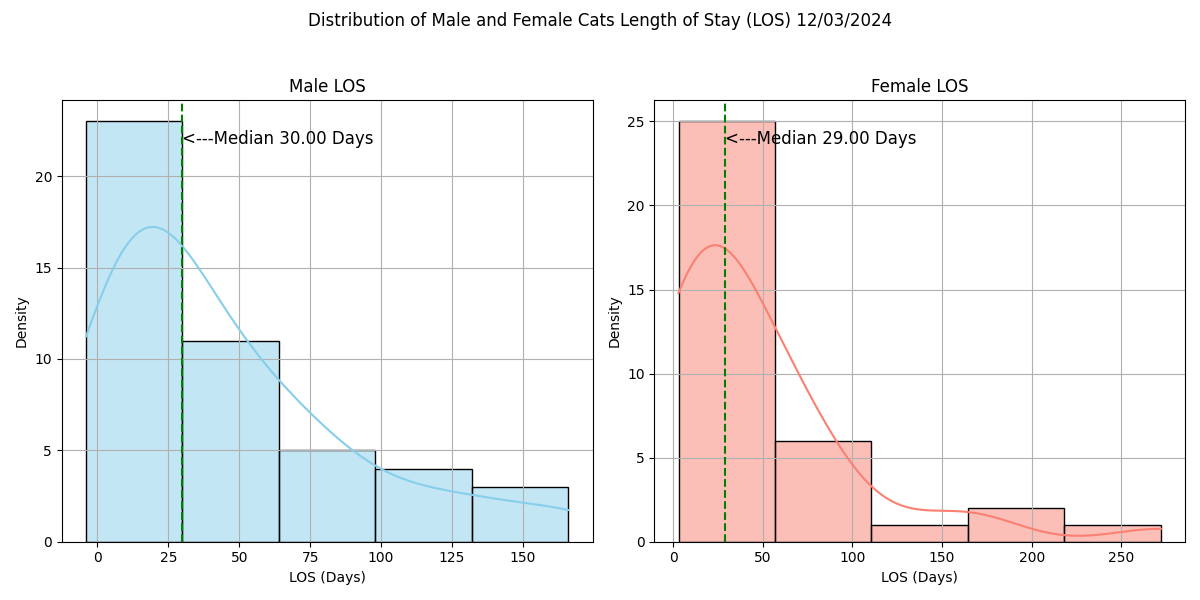 Distribution of Male and Female Cats Length of Stay (LOS) 12/03/2024
Male LOS
<---Median 30.00 Days
Density
0
5
10
15
20
0
25
50
75
100
125
150
LOS (Days)
Female LOS
<---Median 29.00 Days
Density
0
5
10
15
20
25
0
50
100
150
200
250
LOS (Days)